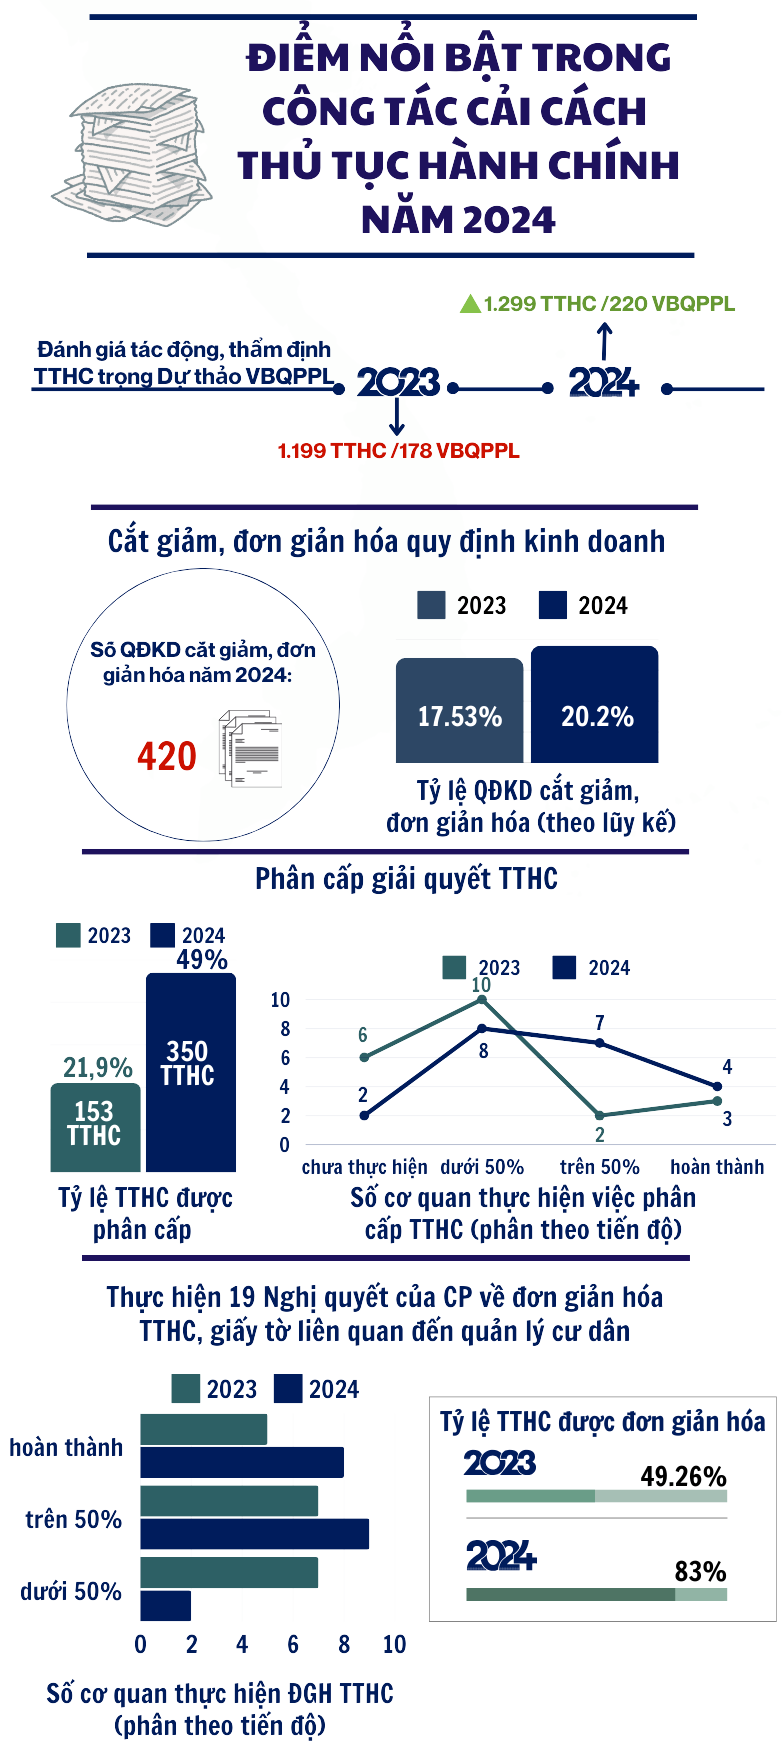 ĐIỂM NỔI BẬT TRONG
CÔNG TÁC CẢI CÁCH
THỦ TỤC HÀNH CHÍNH
NĂM 2024
1.299 TTHC /220 VBQPPL
Đánh giá tác động, thẩm định
TTHC trọng Dự thảo VBQPPL
2023
2024
1.199 TTHC /178 VBQPPL
Cắt giảm, đơn giản hóa quy định kinh doanh
Số QĐKD cắt giảm, đơn
giản hóa năm 2024:
420
2023
2024
17.53%
20.2%
Tỷ lệ QĐKD cắt giảm,
đơn giản hóa (theo lũy kế)
Phân cấp giải quyết TTHC
2023
2024
49%
350
TTHC
21,9%
153
TTHC
Tỷ lệ TTHC được
phân cấp
2023
2024
10
8
6
4
2
0
6
10
2
3
2
8
7
4
chưa thực hiện
dưới 50%
trên 50%
hoàn thành
Số cơ quan thực hiện việc phân
cấp TTHC (phân theo tiến độ)
Thực hiện 19 Nghị quyết của CP về đơn giản hóa
TTHC, giấy tờ liên quan đến quản lý cư dân
2023
2024
hoàn thành
trên 50%
dưới 50%
0 2 4 6 8 10
Số cơ quan thực hiện ĐGH TTHC
(phân theo tiến độ)
Tỷ lệ TTHC được đơn giản hóa
2023
49.26%
2024
83%